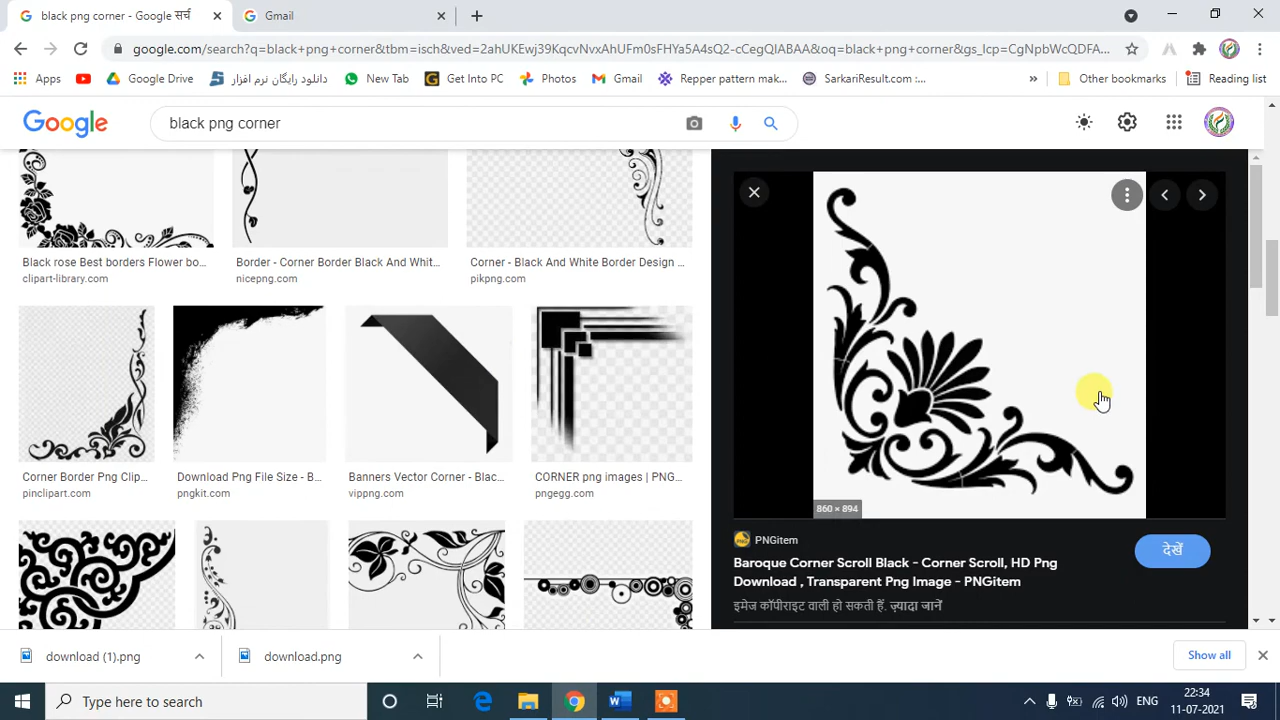 black png corner - Google सर्च
Gmail
google.com/search?q=black+png+corner&tbm=isch&ved=2ahUKEwj39KqcvNvxAhUFm0sFHYa5A4sQ2-cCegQIABAA&oq=black+png+corner&gs_lcp=CgNpbWcQDFA...
Apps
Google Drive
دانلود رایگان نرم افزار
New Tab
Get Into PC
Photos
Gmail
Repper pattern mak...
SarkariResult.com :...
»
Other bookmarks
Reading list
Google
black png corner
Black rose Best borders Flower bo...
clipart-library.com
Border - Corner Border Black And Whit...
nicepng.com
Corner - Black And White Border Design ...
pikpng.com
Corner Border Png Clip...
pinclipart.com
Download Png File Size - B...
pngkit.com
Banners Vector Corner - Blac...
vippng.com
CORNER png images | PNG...
pngegg.com
860 × 894
PNG
PNGitem
Baroque Corner Scroll Black - Corner Scroll, HD Png
Download , Transparent Png Image - PNGitem
देखें
इमेज कॉपीराइट वाली हो सकती हैं. ज़्यादा जानें
download (1).png
download.png
Show all
Type here to search
ENG
22:34
11-07-2021